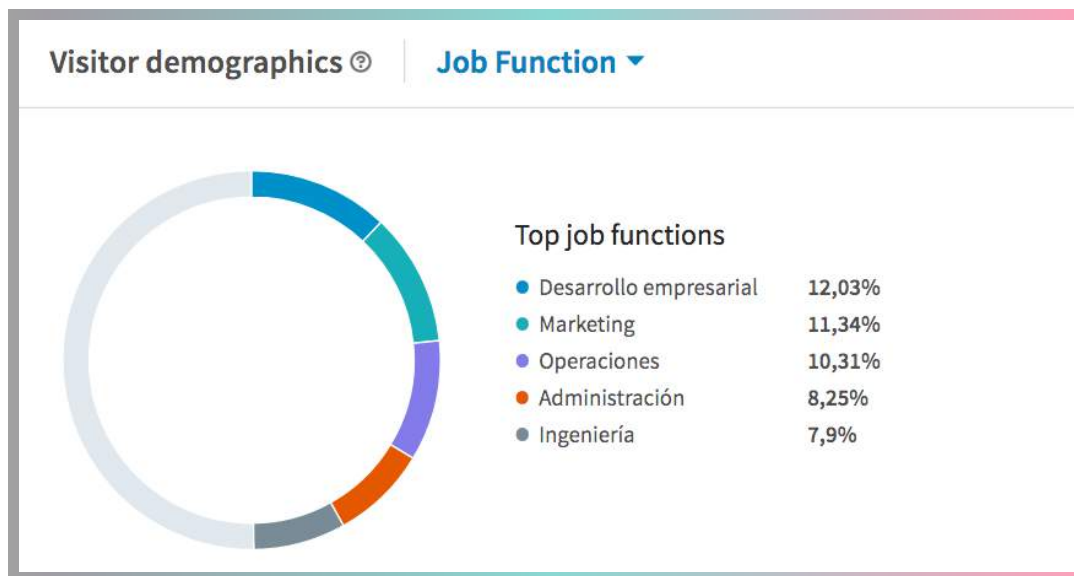 Visitor demographics ? Job Function
Top job functions
Desarrollo empresarial 12,03%
Marketing 11,34%
Operaciones 10,31%
Administración 8,25%
Ingeniería 7,9%